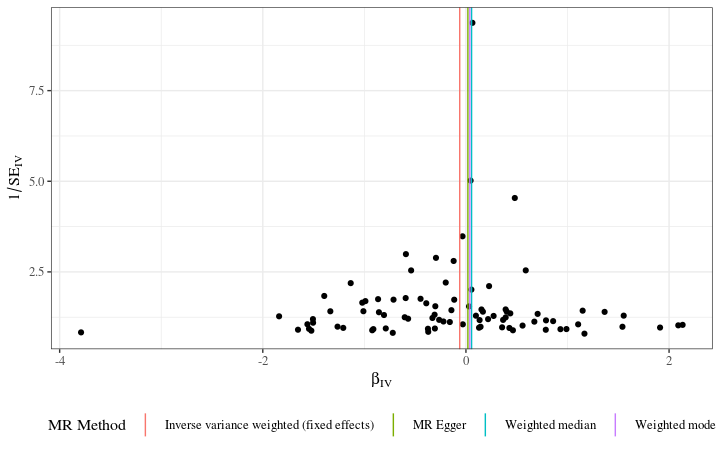 7.5
5.0
2.5
1/SE_IV
-4 -2 0 2
β_IV
MR Method Inverse variance weighted (fixed effects) MR Egger Weighted median Weighted mode